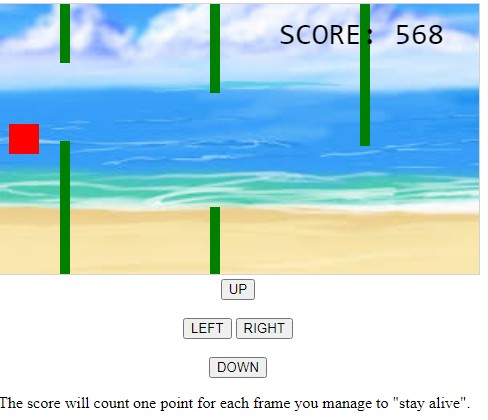 SCORE: 568
UP
LEFT RIGHT
DOWN
The score will count one point for each frame you manage to "stay alive".